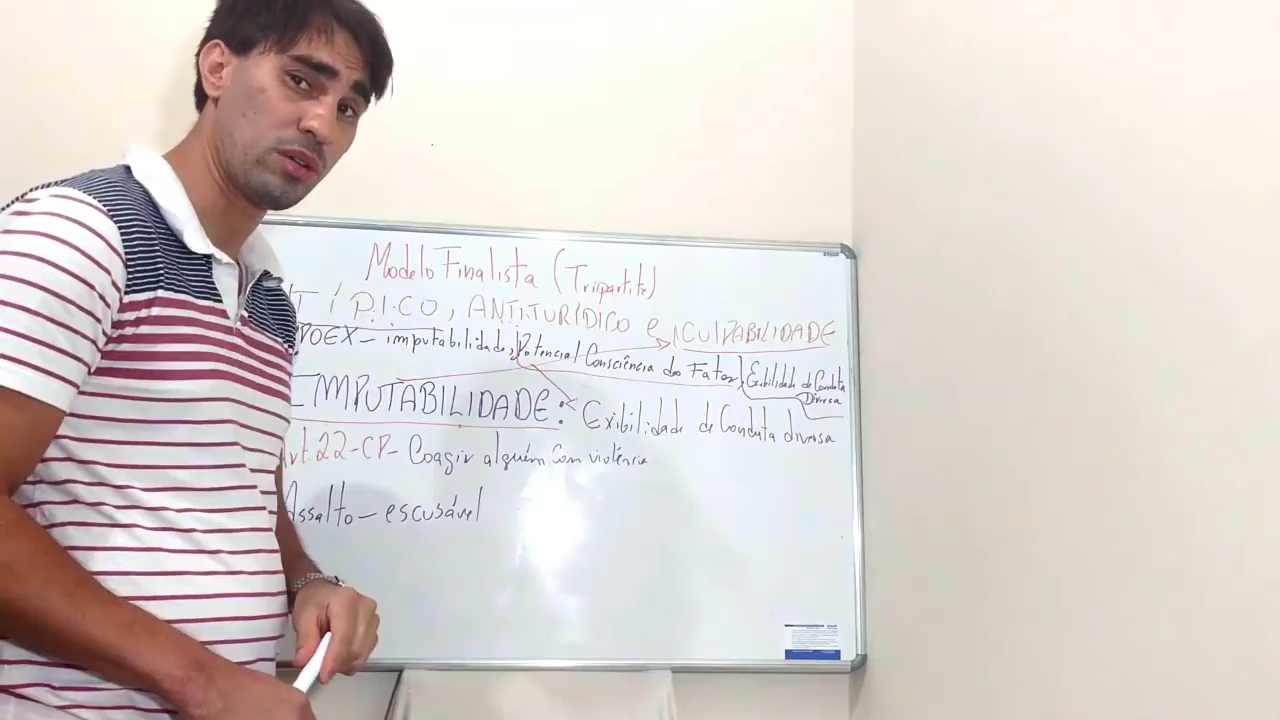 Modelo Finalista (Tripartite)
TÍPICO, ANTIJURÍDICO e CULPABILIDADE
POEX - imputabilidade, Potencial Consciência dos Fatos, Exibilidade de Conduta Diversa
IMPUTABILIDADE: Exibilidade de Conduta diversa
Art. 22 - CP - Coagir alguém com violência
Assalto - escusável